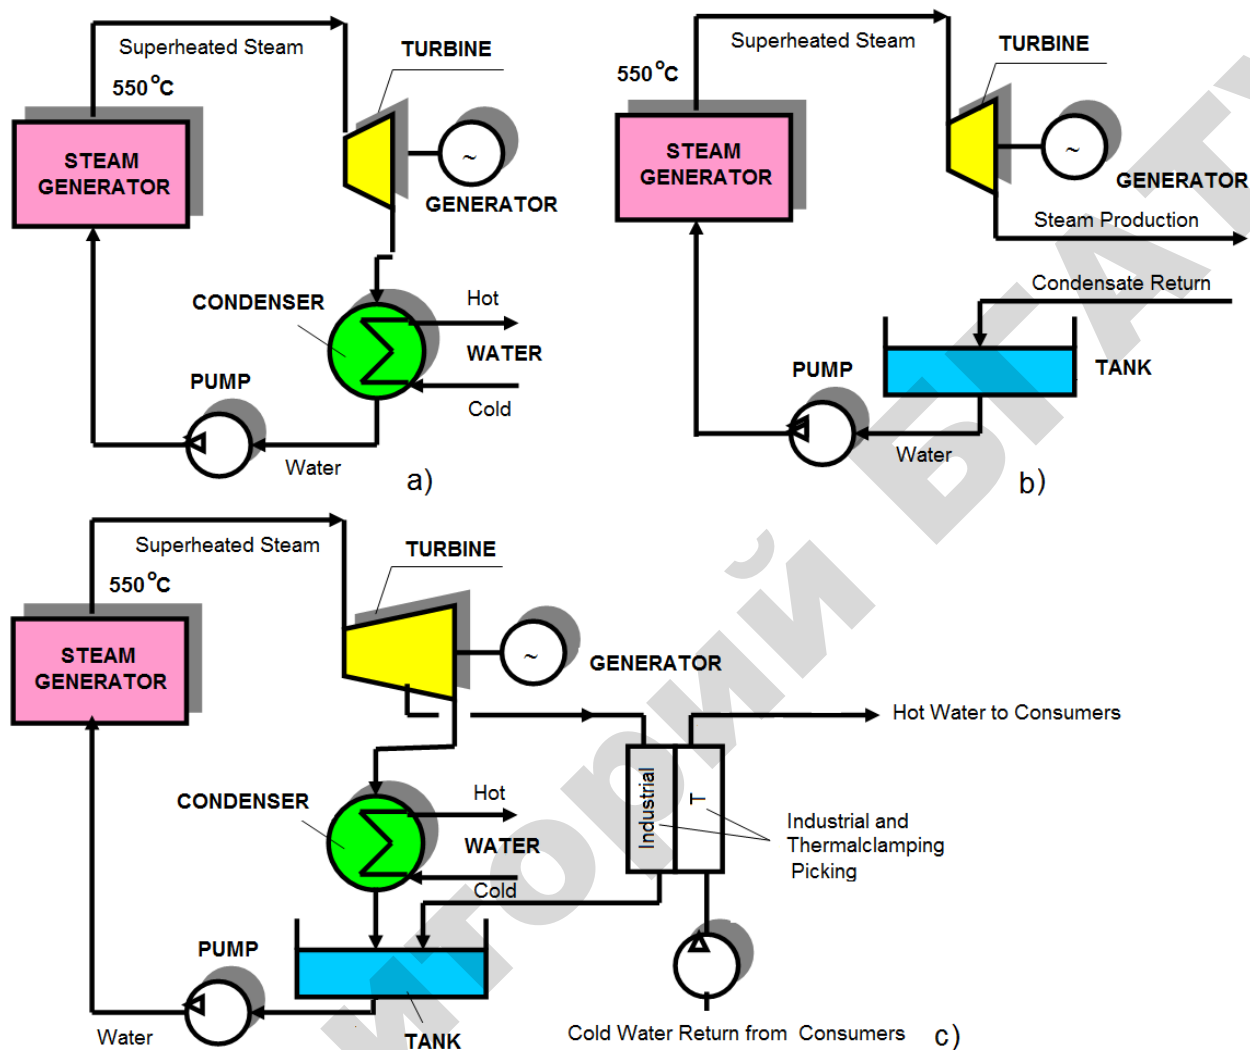 Superheated Steam
TURBINE
550°C
STEAM
GENERATOR
~
GENERATOR
CONDENSER
Hot
WATER
PUMP
Cold
Water
a)
Superheated Steam
TURBINE
550°C
STEAM
GENERATOR
~
GENERATOR
Steam Production
Condensate Return
PUMP
TANK
Water
b)
Superheated Steam
TURBINE
550°C
STEAM
GENERATOR
~
GENERATOR
Hot Water to Consumers
Industrial
T
CONDENSER
Hot
WATER
Cold
Industrial and
Thermalclamping
Picking
PUMP
Water
TANK
Cold Water Return from Consumers
c)
иторий БГАТУ